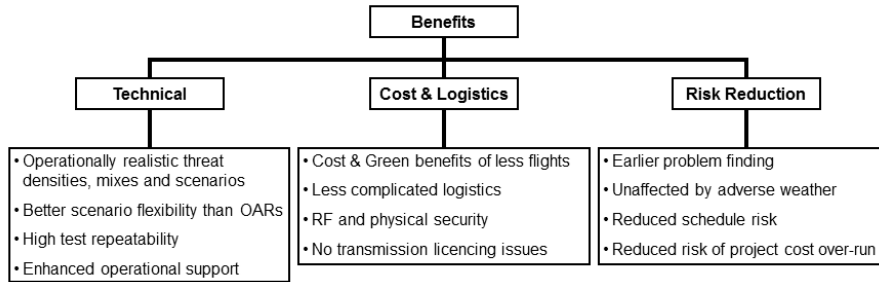 Benefits
Technical
Cost & Logistics
Risk Reduction
• Operationally realistic threat
densities, mixes and scenarios
• Better scenario flexibility than OARs
• High test repeatability
• Enhanced operational support
• Cost & Green benefits of less flights
• Less complicated logistics
• RF and physical security
• No transmission licencing issues
• Earlier problem finding
• Unaffected by adverse weather
• Reduced schedule risk
• Reduced risk of project cost over-run